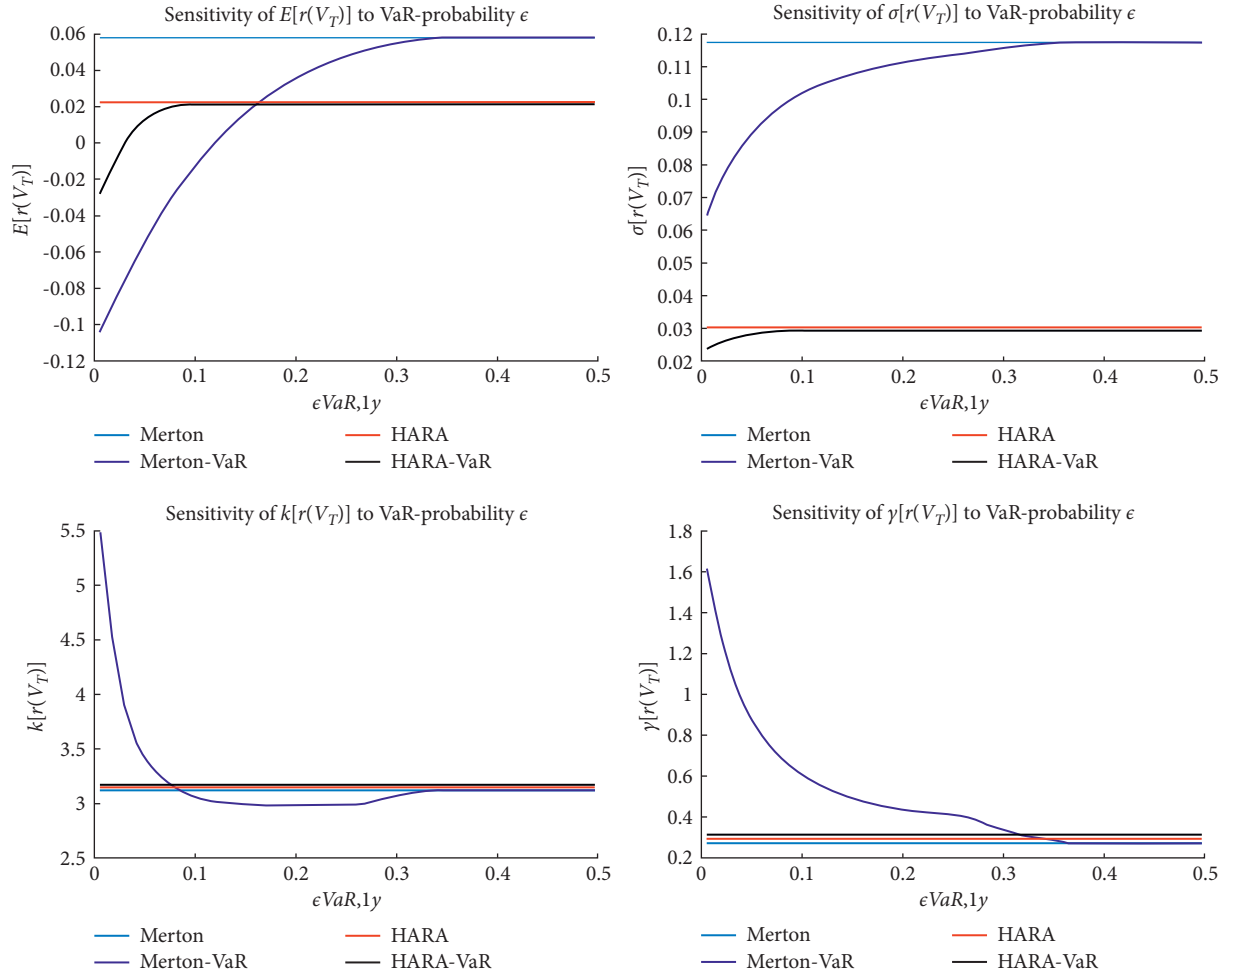 Sensitivity of E[r(V_T)] to VaR-probability ϵ
0.06
0.04
0.02
0
-0.02
-0.04
-0.06
-0.08
-0.1
-0.12
E[r(V_T)]
0 0.1 0.2 0.3 0.4 0.5
ϵVaR,1y
Merton HARA
Merton-VaR HARA-VaR
Sensitivity of σ[r(V_T)] to VaR-probability ϵ
0.12
0.11
0.1
0.09
0.08
0.07
0.06
0.05
0.04
0.03
0.02
σ[r(V_T)]
0 0.1 0.2 0.3 0.4 0.5
ϵVaR,1y
Merton HARA
Merton-VaR HARA-VaR
Sensitivity of k[r(V_T)] to VaR-probability ϵ
5.5
5
4.5
4
3.5
3
2.5
k[r(V_T)]
0 0.1 0.2 0.3 0.4 0.5
ϵVaR,1y
Merton HARA
Merton-VaR HARA-VaR
Sensitivity of γ[r(V_T)] to VaR-probability ϵ
1.8
1.6
1.4
1.2
1
0.8
0.6
0.4
0.2
γ[r(V_T)]
0 0.1 0.2 0.3 0.4 0.5
ϵVaR,1y
Merton HARA
Merton-VaR HARA-VaR